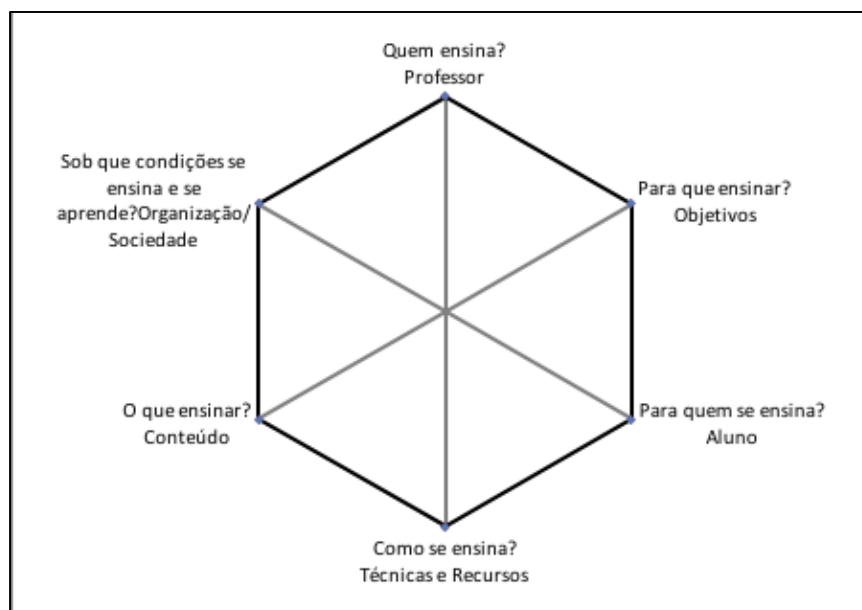 Quem ensina?
Professor
Sob que condições se
ensina e se
aprende?Organização/
Sociedade
Para que ensinar?
Objetivos
O que ensinar?
Conteúdo
Para quem se ensina?
Aluno
Como se ensina?
Técnicas e Recursos